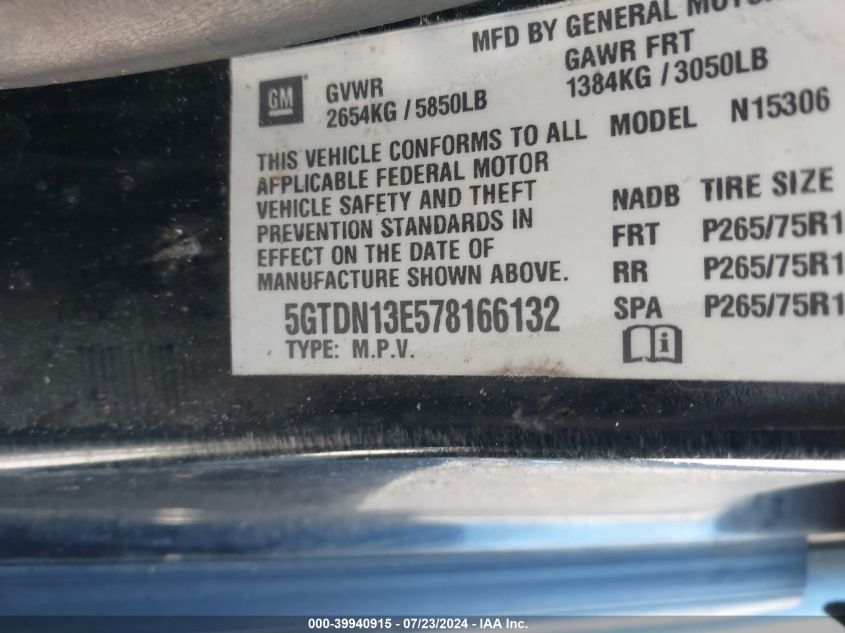 MFD BY GENERAL
GM
GVWR
2654KG / 5850LB
GAWR FRT
1384KG / 3050LB
THIS VEHICLE CONFORMS TO ALL
APPLICABLE FEDERAL MOTOR
VEHICLE SAFETY AND THEFT
PREVENTION STANDARDS IN
EFFECT ON THE DATE OF
MANUFACTURE SHOWN ABOVE.
5GTDN13E578166132
TYPE: M.P.V.
MODEL N15306
NADB TIRE SIZE
FRT P265/75R1
RR P265/75R1
SPA P265/75R1
i
000-39940915 - 07/23/2024 - IAA Inc.